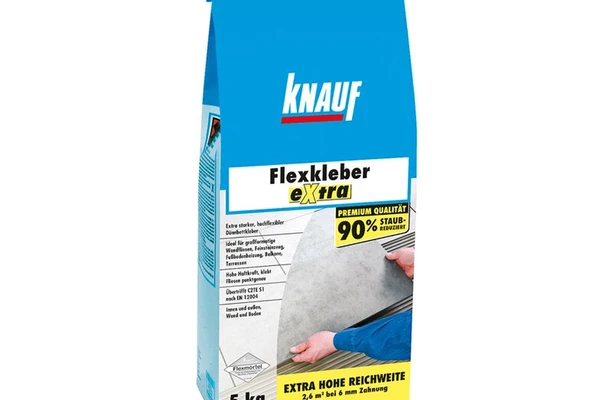 KNAUF
Flexkleber
eXtra
PREMIUM QUALITÄT
90% STAUB-
REDUZIERT
Extra starker, hochflexibler
Dünnbettkleber
Ideal für großformatige
Wandfliesen, Feinsteinzeug,
Fußbodenheizung, Balkone,
Terrassen
Hohe Haftkraft, klebt
Fliesen punktgenau
Übertrifft C2TE S1
nach EN 12004
Innen und außen,
Wand und Boden
Flexmörtel
5 kg
EXTRA HOHE REICHWEITE
2,6 m² bei 6 mm Zahnung